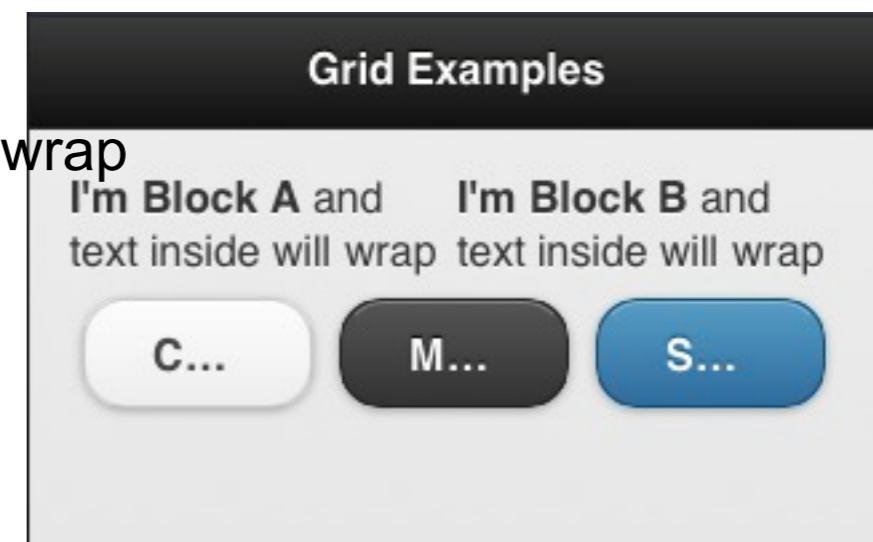 Grid Examples
wrap
I'm Block A and
text inside will wrap
I'm Block B and
text inside will wrap
C...
M...
S...